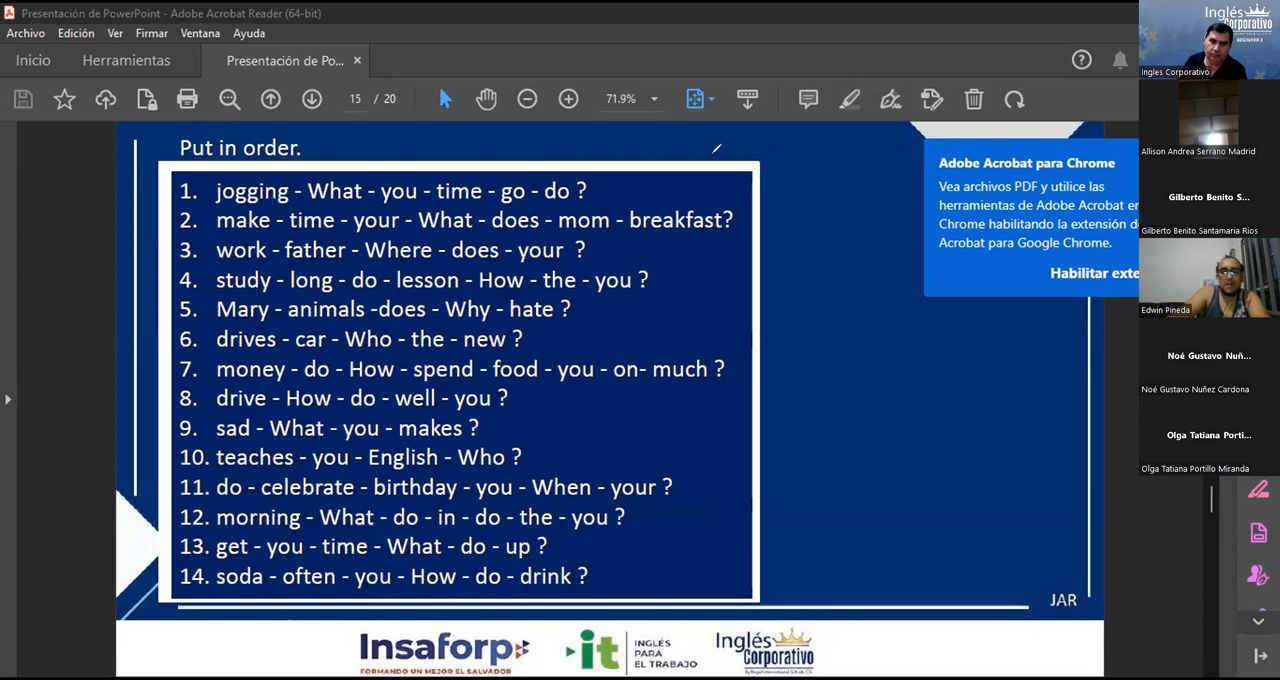 Presentación de PowerPoint - Adobe Acrobat Reader (64-bit)
Archivo Edición Ver Firmar Ventana Ayuda
Inicio Herramientas Presentación de Po... ×
15 / 20 71.9%
Put in order.
1. jogging - What - you - time - go - do ?
2. make - time - your - What - does - mom - breakfast?
3. work - father - Where - does - your ?
4. study - long - do - lesson - How - the - you ?
5. Mary - animals -does - Why - hate ?
6. drives - car - Who - the - new ?
7. money - do - How - spend - food - you - on- much ?
8. drive - How - do - well - you ?
9. sad - What - you - makes ?
10. teaches - you - English - Who ?
11. do - celebrate - birthday - you - When - your ?
12. morning - What - do - in - do - the - you ?
13. get - you - time - What - do - up ?
14. soda - often - you - How - do - drink ?
JAR
Insaforp
FORMANDO UN MEJOR EL SALVADOR
it
INGLÉS
PARA
EL TRABAJO
Inglés
Corporativo
Adobe Acrobat para Chrome
Vea archivos PDF y utilice las
herramientas de Adobe Acrobat en
Chrome habilitando la extensión d
Acrobat para Google Chrome.
Habilitar exte
Inglés
Corporativo
Ingles Corporativo
Allison Andrea Serrano Madrid
Gilberto Benito S...
Gilberto Benito Santamaria Rios
Edwin Pineda
Noé Gustavo Nuñ...
Noé Gustavo Nuñez Cardona
Olga Tatiana Porti...
Olga Tatiana Portillo Miranda